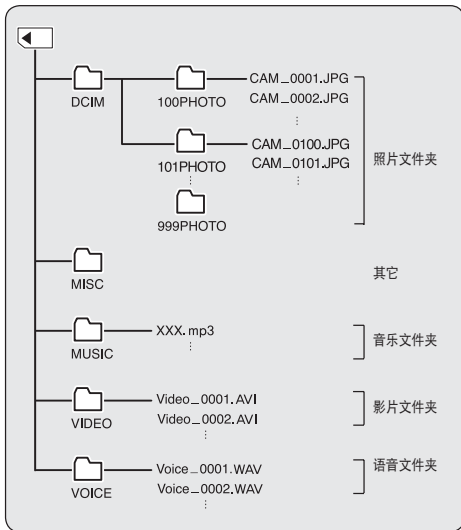 DCIM
100PHOTO
CAM_0001.JPG
CAM_0002.JPG
⋮
101PHOTO
⋮
CAM_0100.JPG
CAM_0101.JPG
⋮
999PHOTO
照片文件夹
MISC
其它
MUSIC
XXX.mp3
⋮
音乐文件夹
VIDEO
Video_0001.AVI
Video_0002.AVI
⋮
影片文件夹
VOICE
Voice_0001.WAV
Voice_0002.WAV
⋮
语音文件夹